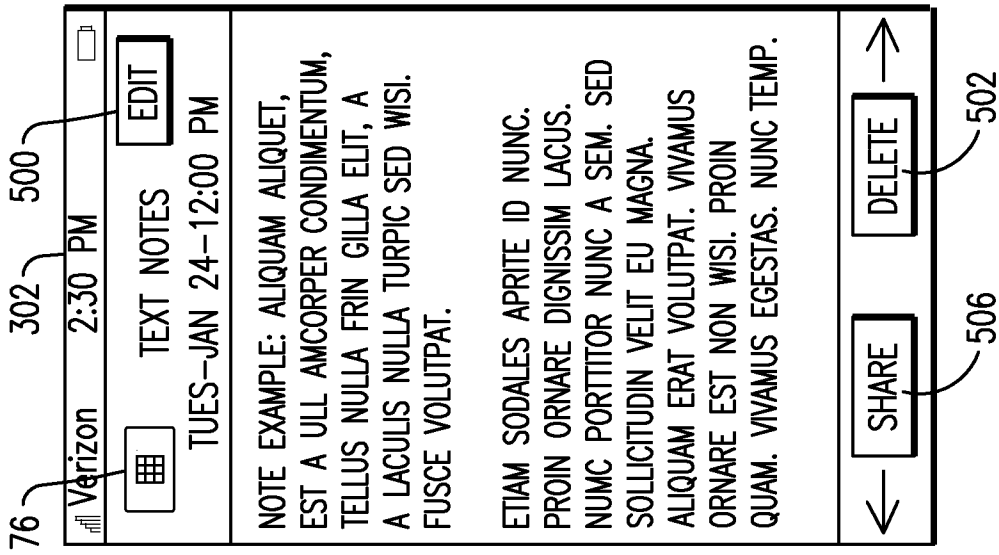 76 302 500
Verizon 2:30 PM
TEXT NOTES EDIT
TUES-JAN 24-12:00 PM
NOTE EXAMPLE: ALIQUAM ALIQUET,
EST A ULL AMCORPER CONDIMENTUM,
TELLUS NULLA FRIN GILLA ELIT, A
A LACULIS NULLA TURPIC SED WISI.
FUSCE VOLUTPAT.
ETIAM SODALES APRITE ID NUNC.
PROIN ORNARE DIGNISSIM LACUS.
NUMC PORTTITOR NUNC A SEM. SED
SOLLICITUDIN VELIT EU MAGNA.
ALIQUAM ERAT VOLUTPAT. VIVAMUS
ORNARE EST NON WISI. PROIN
QUAM. VIVAMUS EGESTAS. NUNC TEMP.
SHARE DELETE
506 502